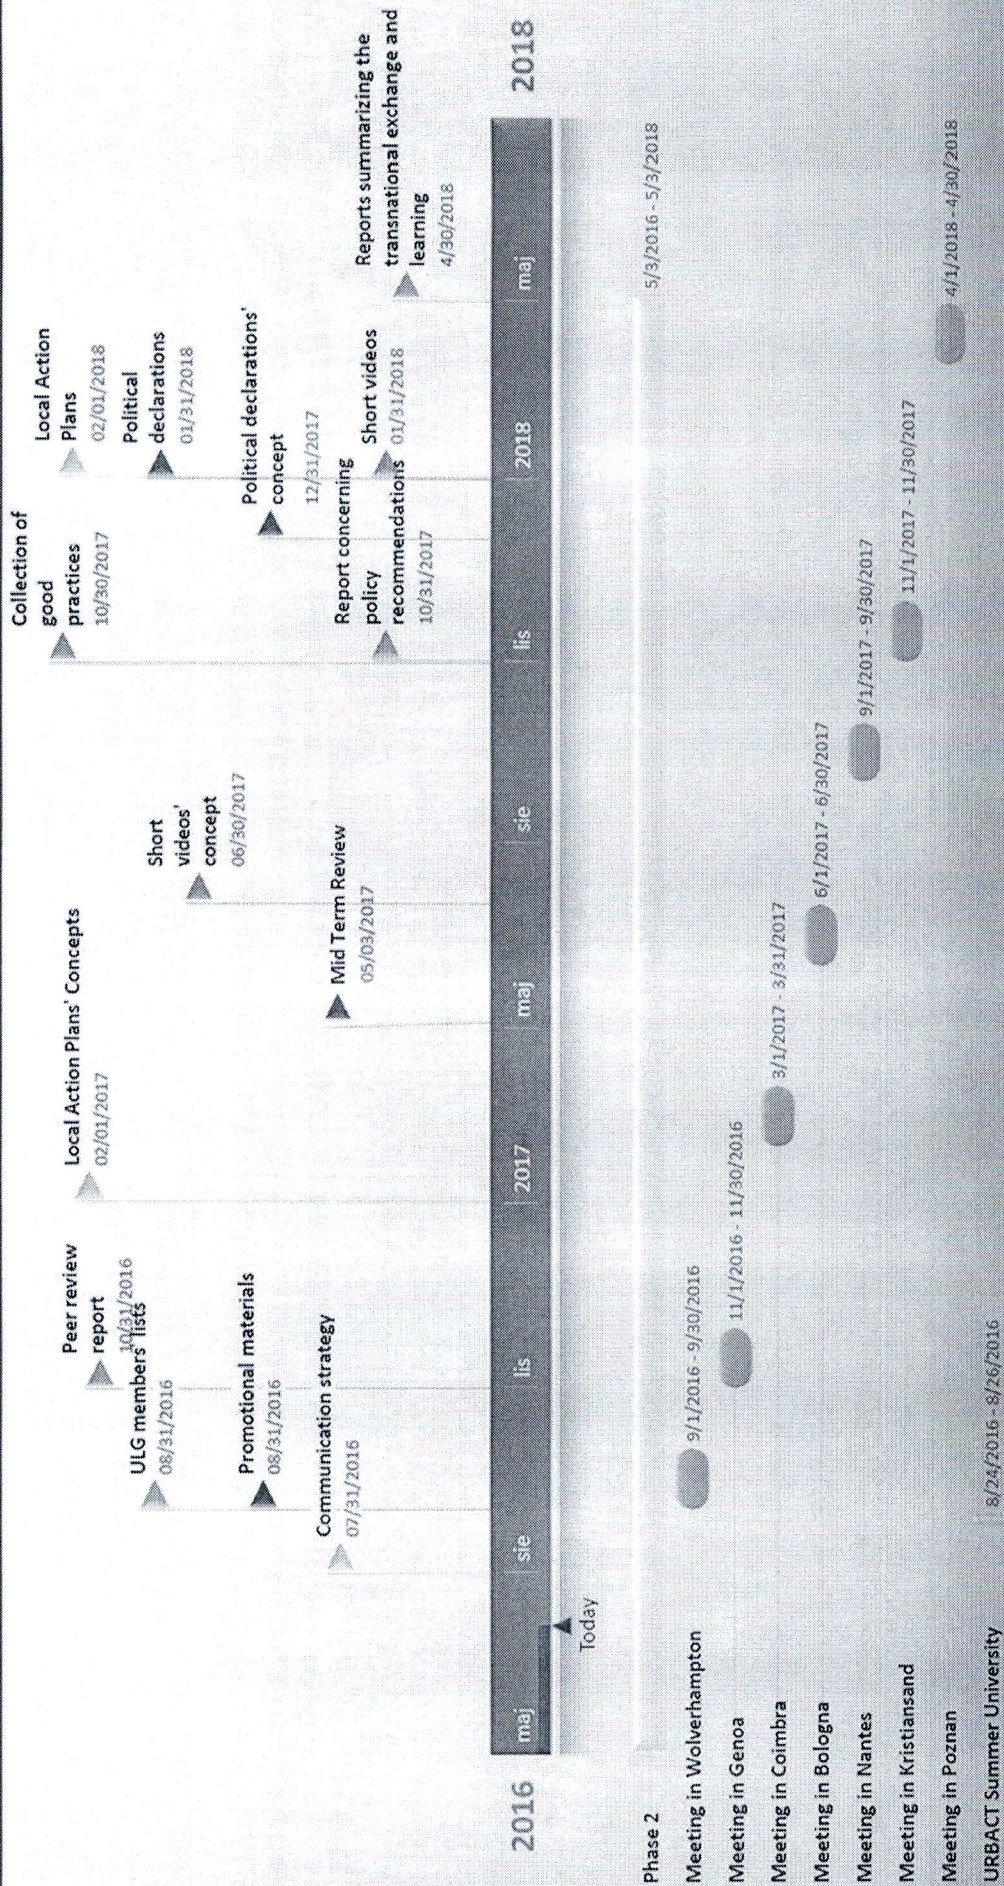 Collection of
good
practices
10/30/2017
Local Action
Plans
02/01/2018
Political
declarations
01/31/2018
Peer review
report
10/31/2016
Local Action Plans' Concepts
02/01/2017
ULG members' lists
08/31/2016
Short
videos'
concept
06/30/2017
Political declarations'
concept
12/31/2017
Promotional materials
08/31/2016
Communication strategy
07/31/2016
Mid Term Review
05/03/2017
Report concerning
policy
recommendations
10/31/2017
Short videos
01/31/2018
Reports summarizing the
transnational exchange and
learning
4/30/2018
2016 maj sie lis 2017 maj sie lis 2018 maj 2018
Today
Phase 2 5/3/2016 - 5/3/2018
Meeting in Wolverhampton 9/1/2016 - 9/30/2016
Meeting in Genoa 11/1/2016 - 11/30/2016
Meeting in Coimbra 3/1/2017 - 3/31/2017
Meeting in Bologna 6/1/2017 - 6/30/2017
Meeting in Nantes 9/1/2017 - 9/30/2017
Meeting in Kristiansand 11/1/2017 - 11/30/2017
Meeting in Poznan 4/1/2018 - 4/30/2018
URBACT Summer University 8/24/2016 - 8/26/2016